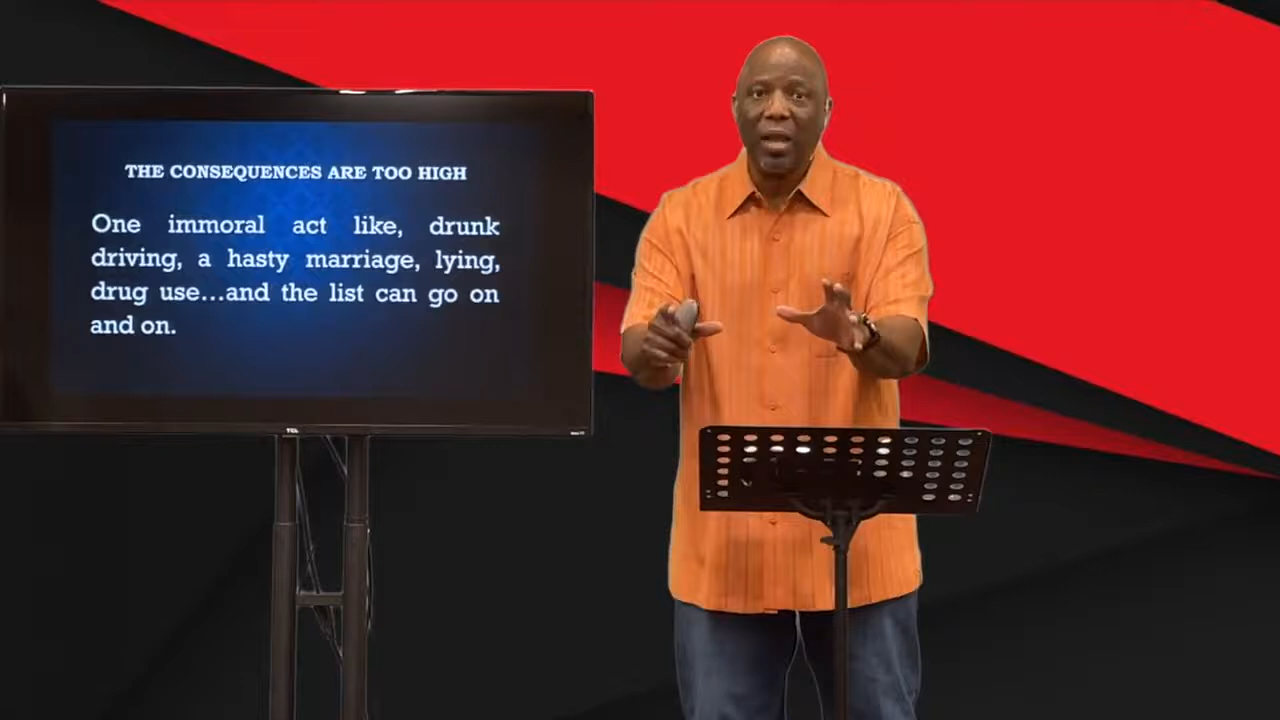 THE CONSEQUENCES ARE TOO HIGH
One immoral act like, drunk
driving, a hasty marriage, lying,
drug use...and the list can go on
and on.
TCL